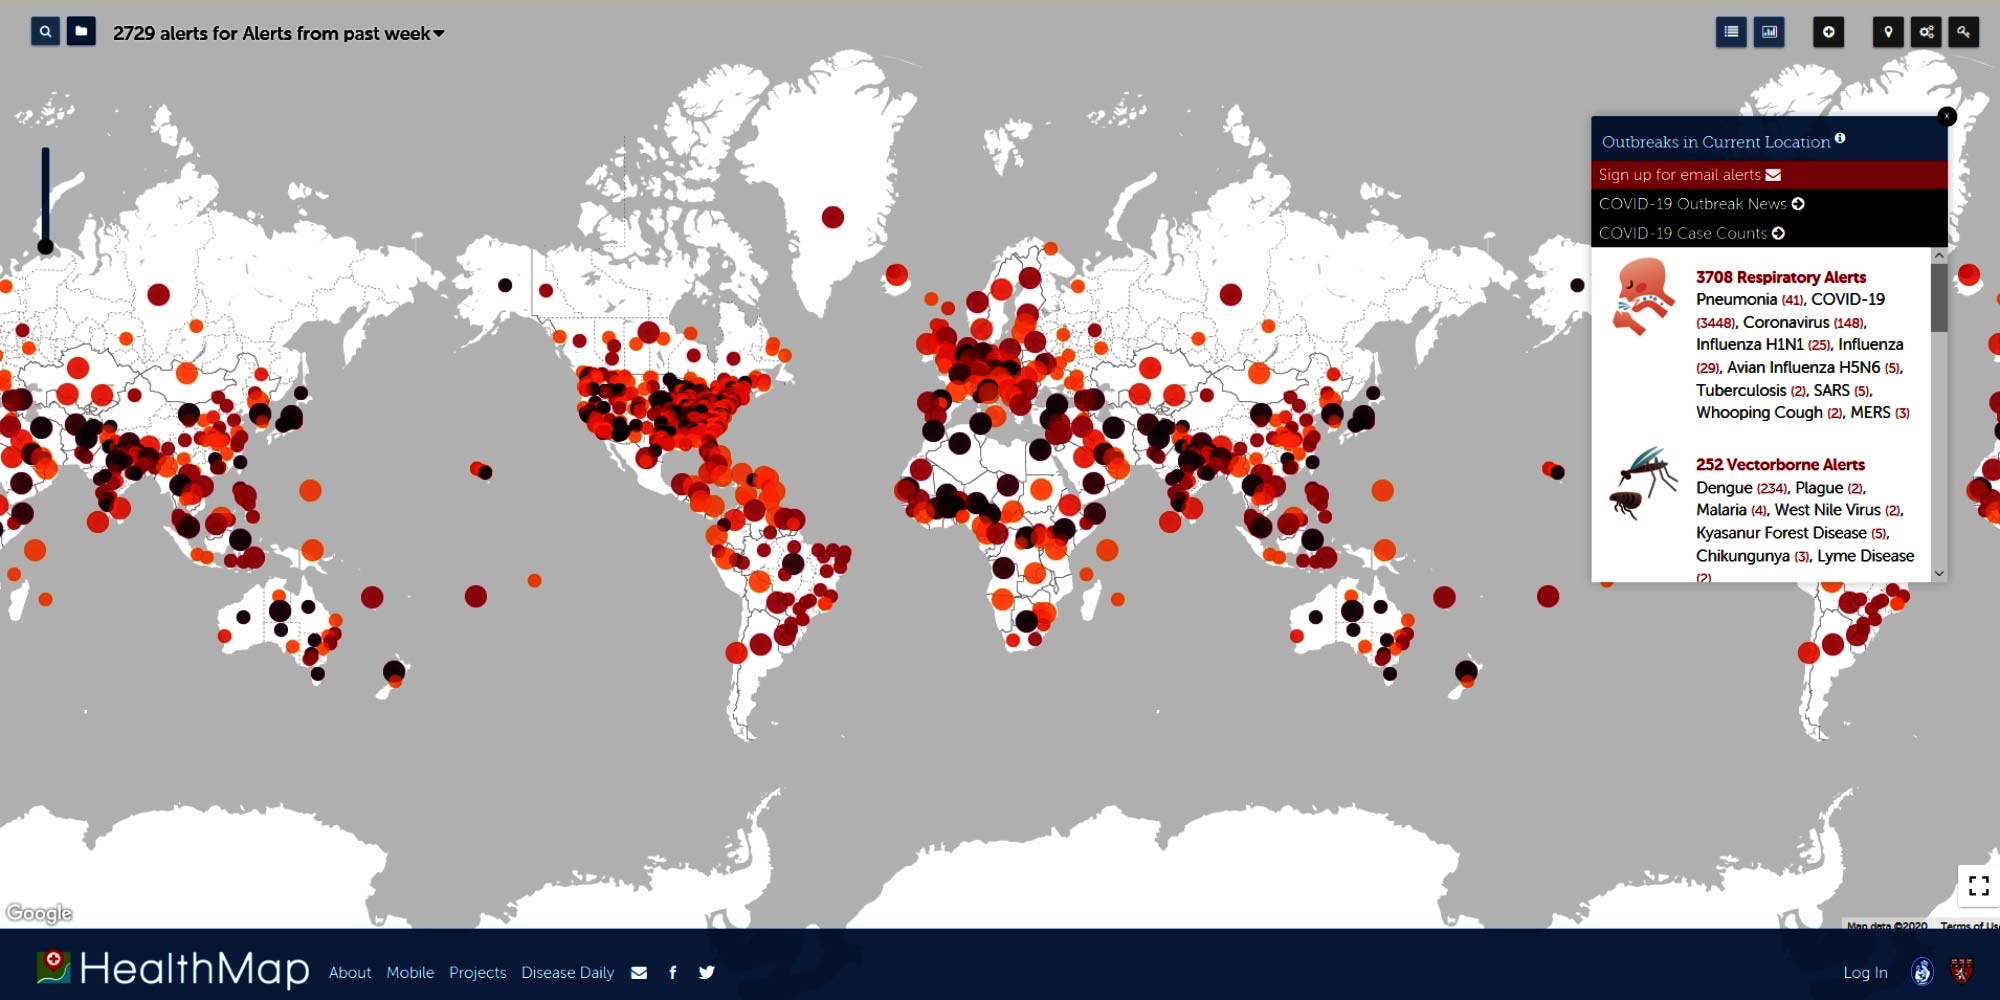 2729 alerts for Alerts from past week
Outbreaks in Current Location
Sign up for email alerts
COVID-19 Outbreak News
COVID-19 Case Counts
3708 Respiratory Alerts
Pneumonia (41), COVID-19
(3448), Coronavirus (148),
Influenza H1N1 (25), Influenza
(29), Avian Influenza H5N6 (5),
Tuberculosis (2), SARS (5),
Whooping Cough (2), MERS (3)
252 Vectorborne Alerts
Dengue (234), Plague (2),
Malaria (4), West Nile Virus (2),
Kyasanur Forest Disease (5),
Chikungunya (3), Lyme Disease
(2)
Google
Map data ©2020 Terms of Us
HealthMap About Mobile Projects Disease Daily Log In